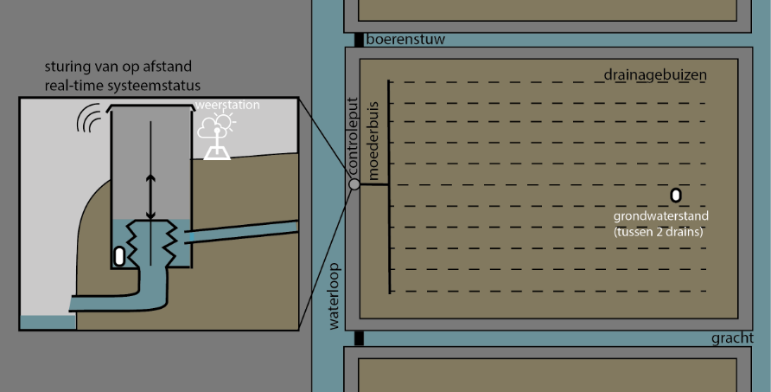 boerenstuw
sturing van op afstand
real-time systeemstatus
drainagebuizen
weerstation
controleput
moederbuis
grondwaterstand
(tussen 2 drains)
waterloop
gracht